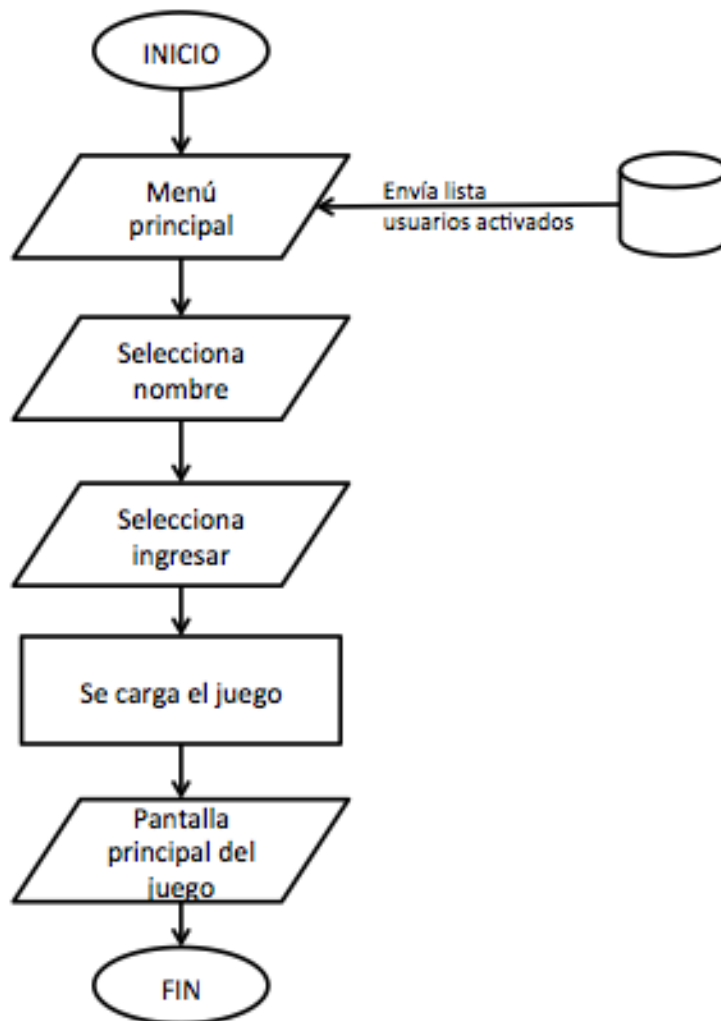 INICIO
Menú
principal
Envía lista
usuarios activados
Selecciona
nombre
Selecciona
ingresar
Se carga el juego
Pantalla
principal del
juego
FIN